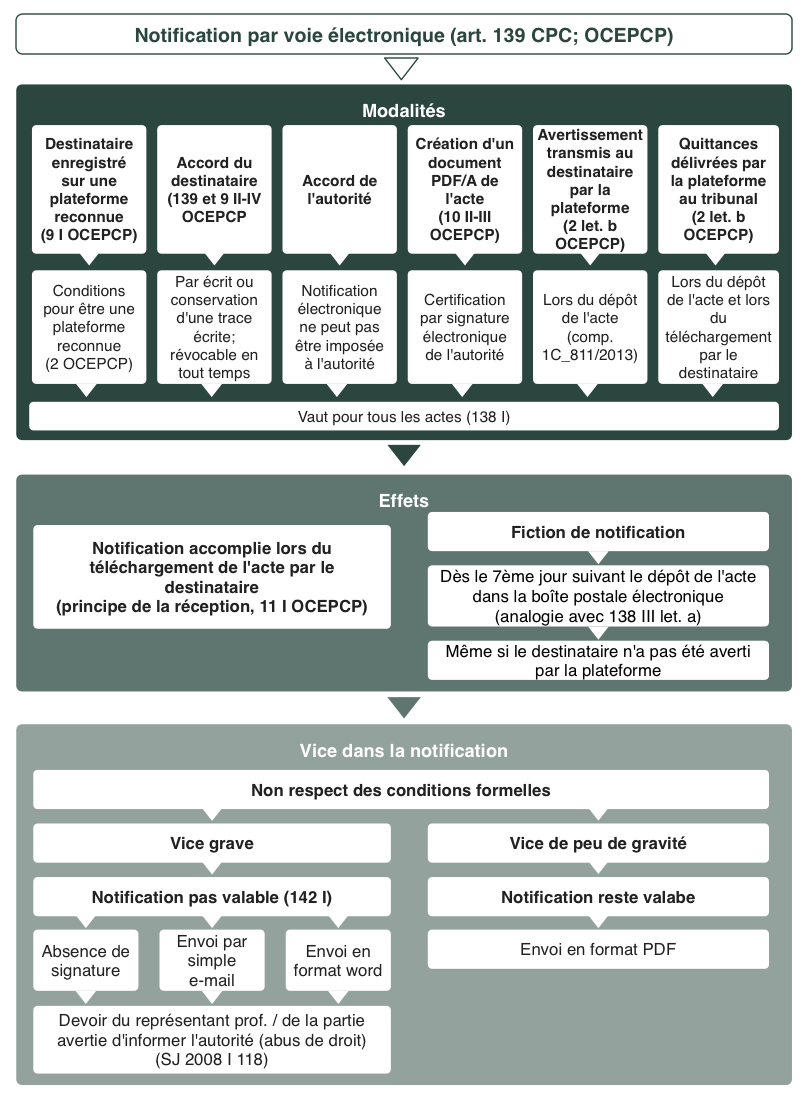 Notification par voie électronique (art. 139 CPC; OCEPCP)
Modalités
Destinataire
enregistré
sur une
plateforme
reconnue
(9 I OCEPCP)
Accord du
destinataire
(139 et 9 II-IV
OCEPCP
Accord de
l'autorité
Création d'un
document
PDF/A de
l'acte
(10 II-III
OCEPCP)
Avertissement
transmis au
destinataire
par la
plateforme
(2 let. b
OCEPCP)
Quittances
délivrées par
la plateforme
au tribunal
(2 let. b
OCEPCP)
Conditions
pour être une
plateforme
reconnue
(2 OCEPCP)
Par écrit ou
conservation
d'une trace
écrite;
révocable en
tout temps
Notification
électronique
ne peut pas
être imposée
à l'autorité
Certification
par signature
électronique
de l'autorité
Lors du dépôt
de l'acte
(comp.
1C_811/2013)
Lors du dépôt
de l'acte et lors
du
téléchargement
par le
destinataire
Vaut pour tous les actes (138 I)
Effets
Notification accomplie lors du
téléchargement de l'acte par le
destinataire
(principe de la réception, 11 I OCEPCP)
Fiction de notification
Dès le 7ème jour suivant le dépôt de l'acte
dans la boîte postale électronique
(analogie avec 138 III let. a)
Même si le destinataire n'a pas été averti
par la plateforme
Vice dans la notification
Non respect des conditions formelles
Vice grave
Notification pas valable (142 I)
Absence de
signature
Envoi par
simple
e-mail
Envoi en
format word
Devoir du représentant prof. / de la partie
avertie d'informer l'autorité (abus de droit)
(SJ 2008 I 118)
Vice de peu de gravité
Notification reste valabe
Envoi en format PDF